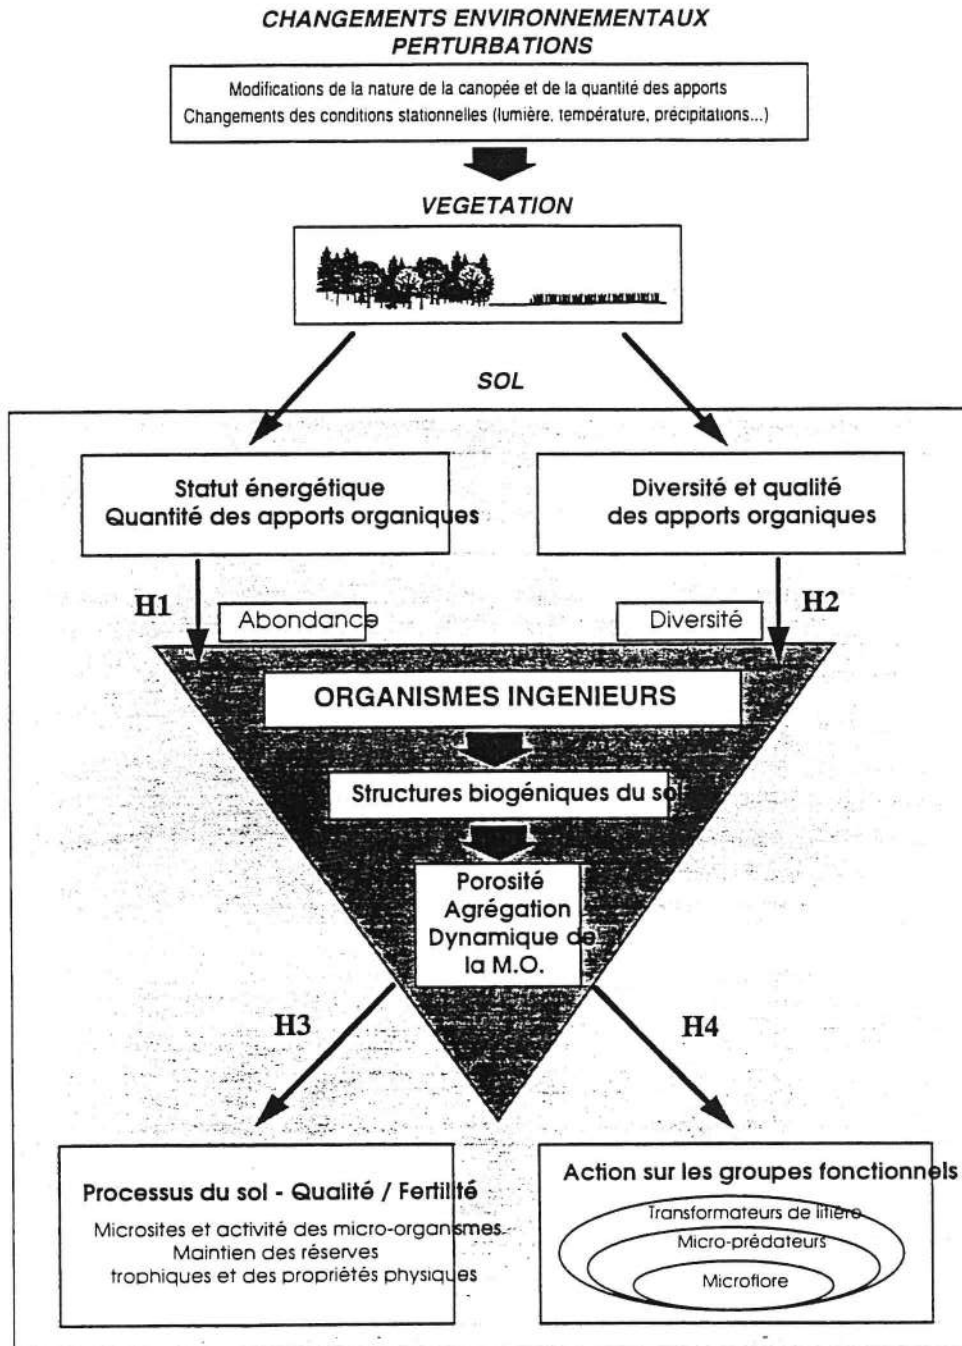 CHANGEMENTS ENVIRONNEMENTAUX
PERTURBATIONS
Modifications de la nature de la canopée et de la quantité des apports
Changements des conditions stationnelles (lumière, température, précipitations...)
VEGETATION
SOL
Statut énergétique
Quantité des apports organiques
Diversité et qualité
des apports organiques
H1
Abondance
Diversité
H2
ORGANISMES INGENIEURS
Structures biogéniques du sol
Porosité
Agrégation
Dynamique de
la M.O.
H3
H4
Processus du sol - Qualité / Fertilité
Microsites et activité des micro-organismes
Maintien des réserves
trophiques et des propriétés physiques
Action sur les groupes fonctionnels
Transformateurs de litière
Micro-prédateurs
Microflore